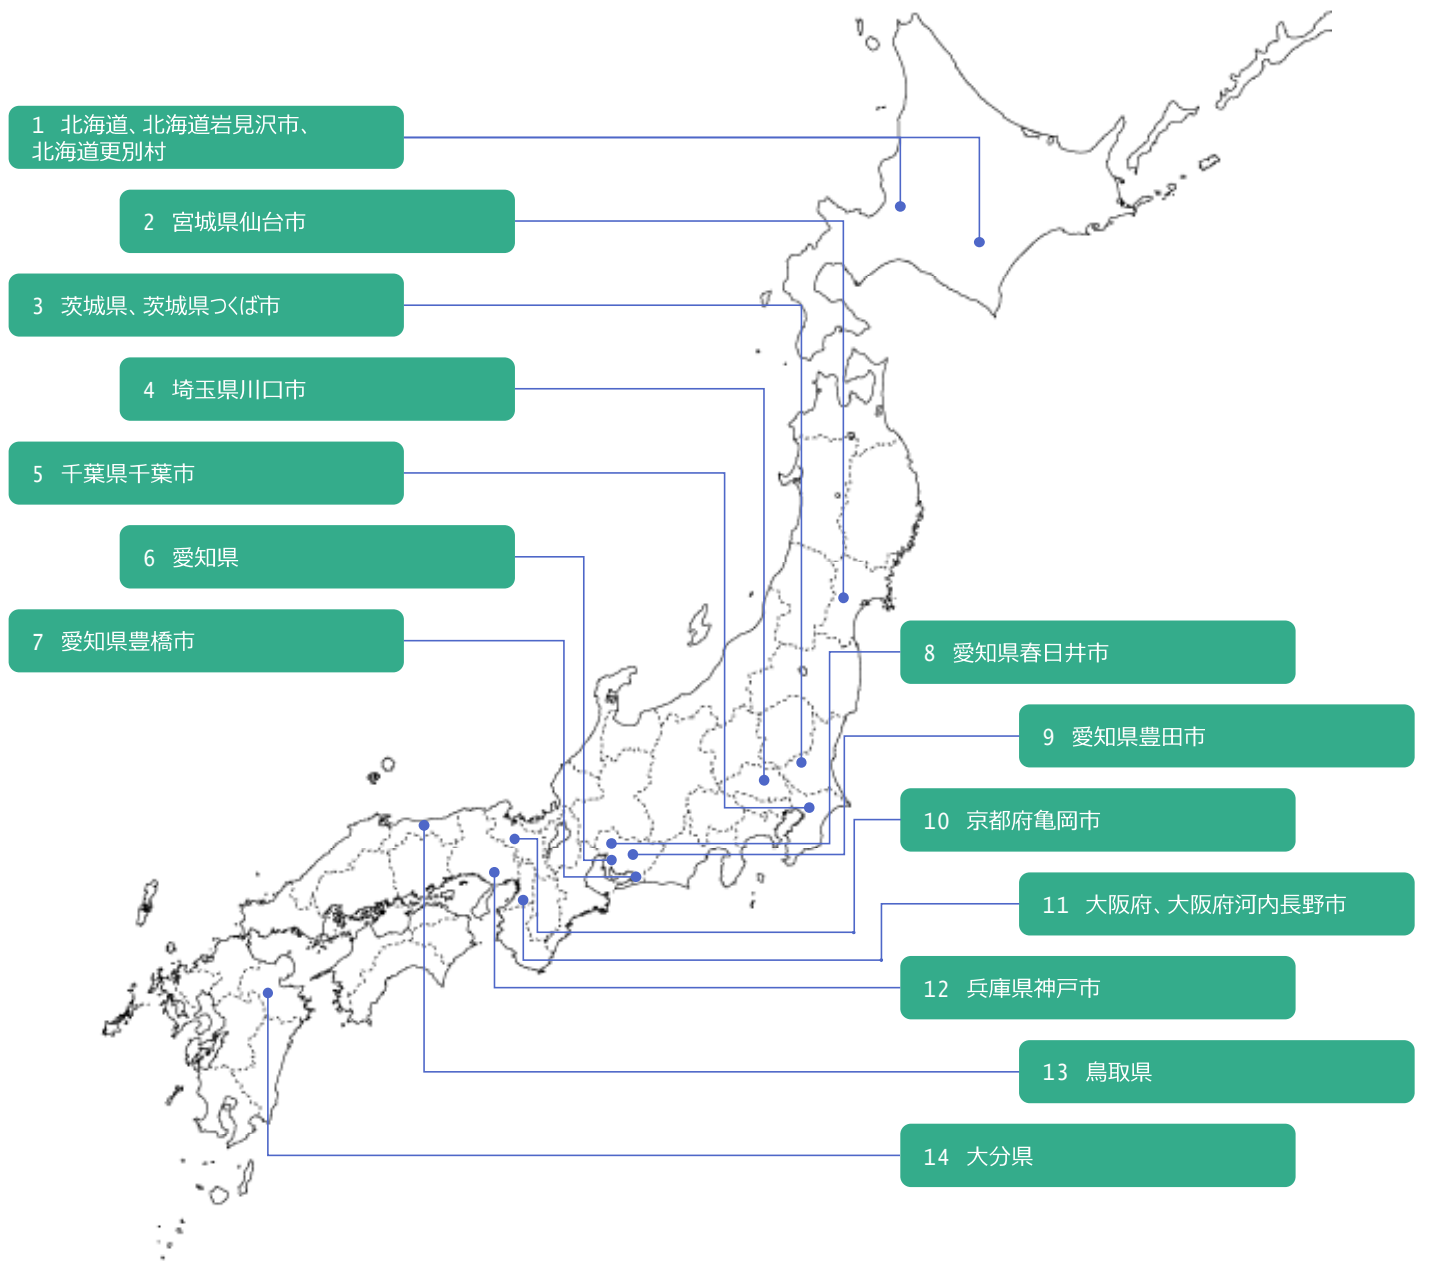 1 北海道、北海道岩見沢市、
北海道更別村
2 宮城県仙台市
3 茨城県、茨城県つくば市
4 埼玉県川口市
5 千葉県千葉市
6 愛知県
7 愛知県豊橋市
8 愛知県春日井市
9 愛知県豊田市
10 京都府亀岡市
11 大阪府、大阪府河内長野市
12 兵庫県神戸市
13 鳥取県
14 大分県